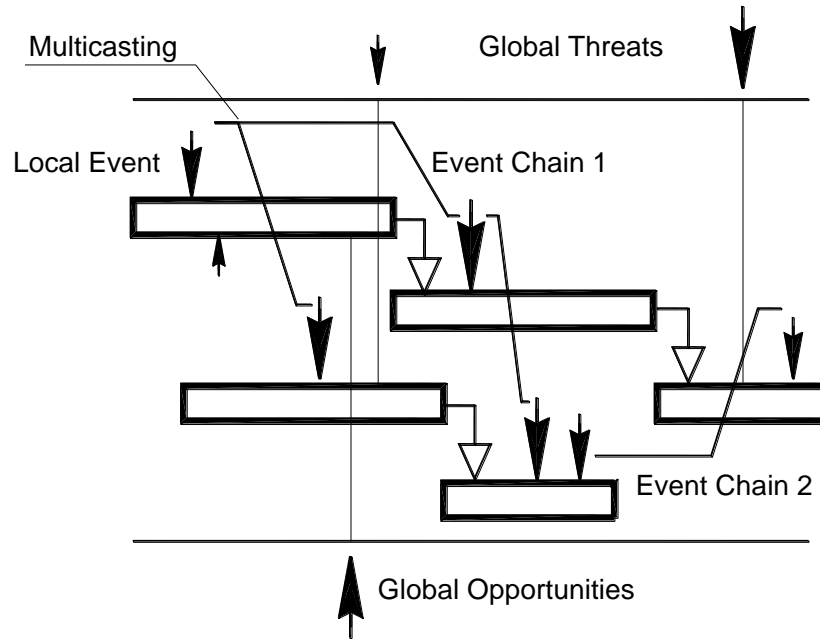 Multicasting
Global Threats
Local Event
Event Chain 1
Event Chain 2
Global Opportunities